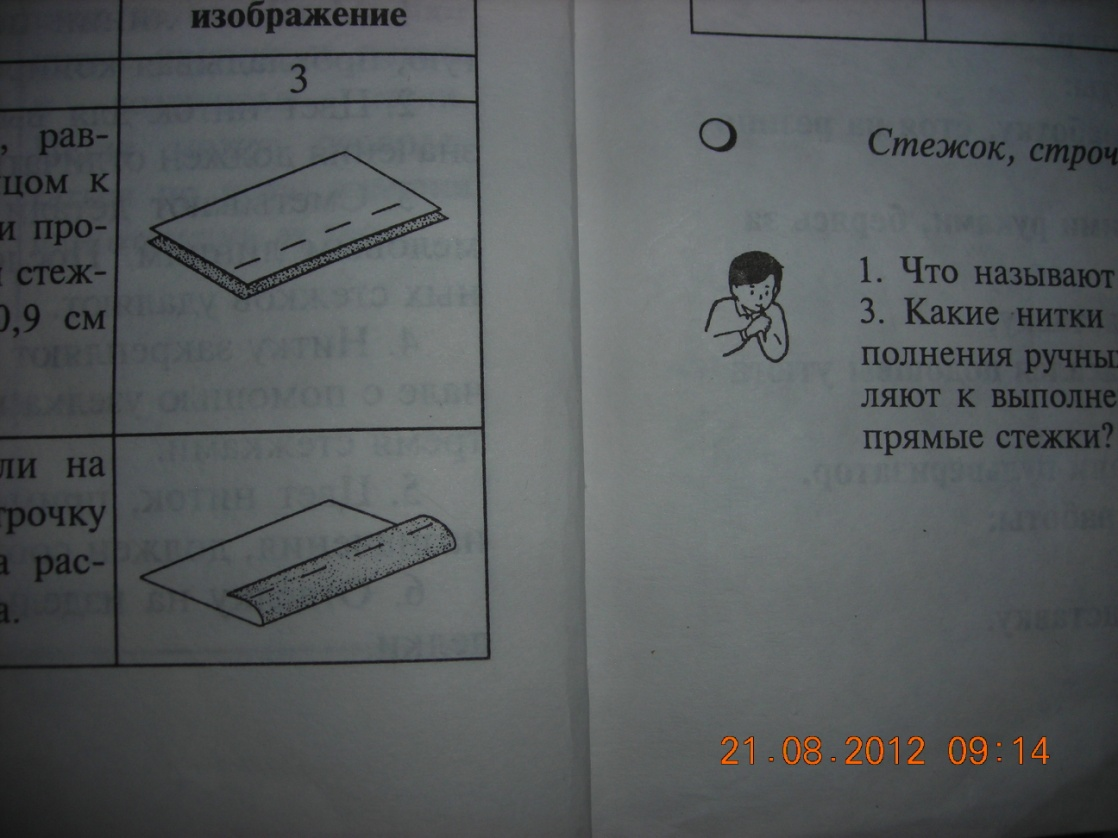 изображение
3
, рав-
цом к
и про-
стеж-
0,9 см
ли на
трочку
а рас-
а.
Стежок, строч
1. Что называют
3. Какие нитки
полнения ручны
ляют к выполне
прямые стежки?
21.08.2012 09:14